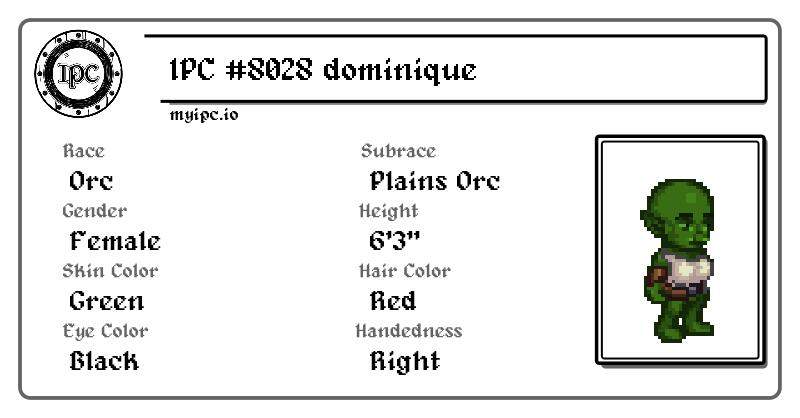 IPC
IPC #8028 dominique
myipc.io
Race
Subrace
Orc
Plains Orc
Gender
Height
Female
6'3"
Skin Color
Hair Color
Green
Red
Eye Color
Handedness
Black
Right